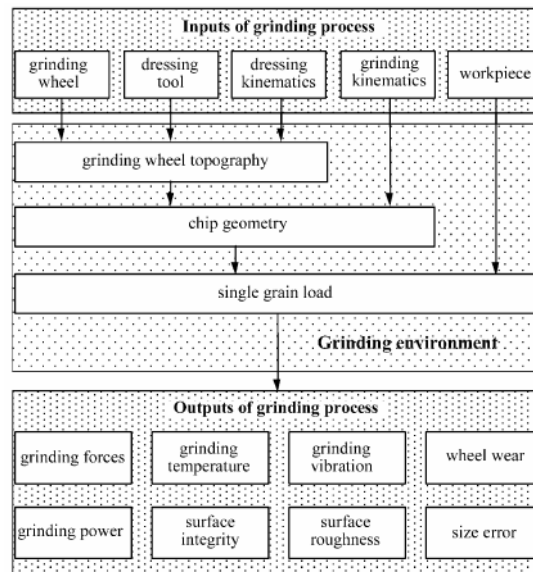 Inputs of grinding process
grinding
wheel
dressing
tool
dressing
kinematics
grinding
kinematics
workpiece
grinding wheel topography
chip geometry
single grain load
Grinding environment
Outputs of grinding process
grinding forces
grinding
temperature
grinding
vibration
wheel wear
grinding power
surface
integrity
surface
roughness
size error